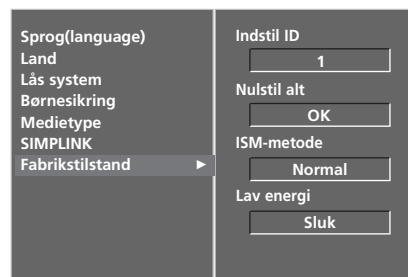 Sprog(language)
Land
Lås system
Børnesikring
Medietype
SIMPLINK
Fabrikstilstand ►
Indstil ID
1
Nulstil alt
OK
ISM-metode
Normal
Lav energi
Sluk